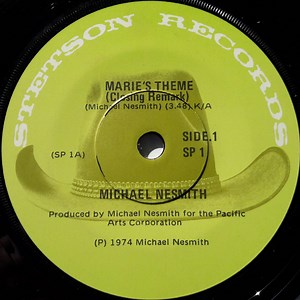 STETSON RECORDS
MARIE'S THEME
(Closing Remark)
(Michael Nesmith) (3.48) K/A
SIDE.1
(SP 1A)
SP 1
MICHAEL NESMITH
Produced by Michael Nesmith for the Pacific
Arts Corporation
(P) 1974 Michael Nesmith